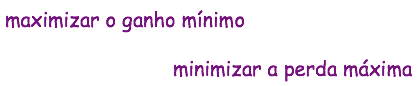 maximizar o ganho mínimo
minimizar a perda máxima